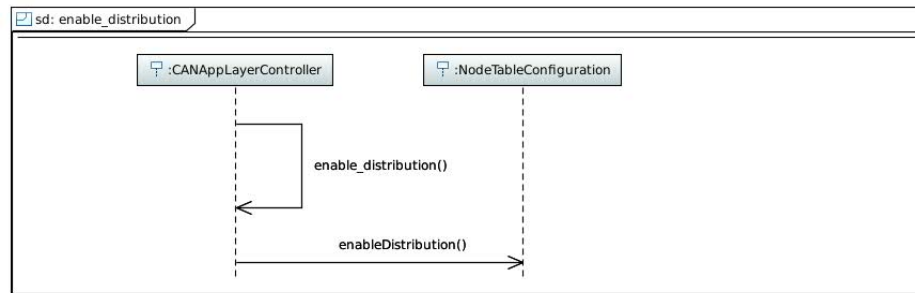 sd: enable_distribution
:CANAppLayerController
:NodeTableConfiguration
enable_distribution()
enableDistribution()